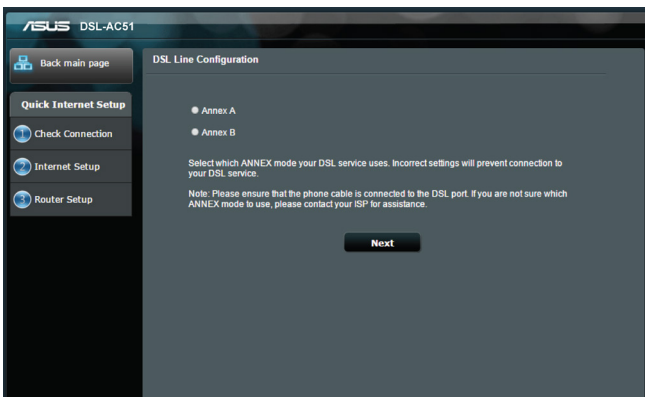 ASUS DSL-AC51
Back main page
Quick Internet Setup
1 Check Connection
2 Internet Setup
3 Router Setup
DSL Line Configuration
Annex A
Annex B
Select which ANNEX mode your DSL service uses. Incorrect settings will prevent connection to
your DSL service.
Note: Please ensure that the phone cable is connected to the DSL port. If you are not sure which
ANNEX mode to use, please contact your ISP for assistance.
Next